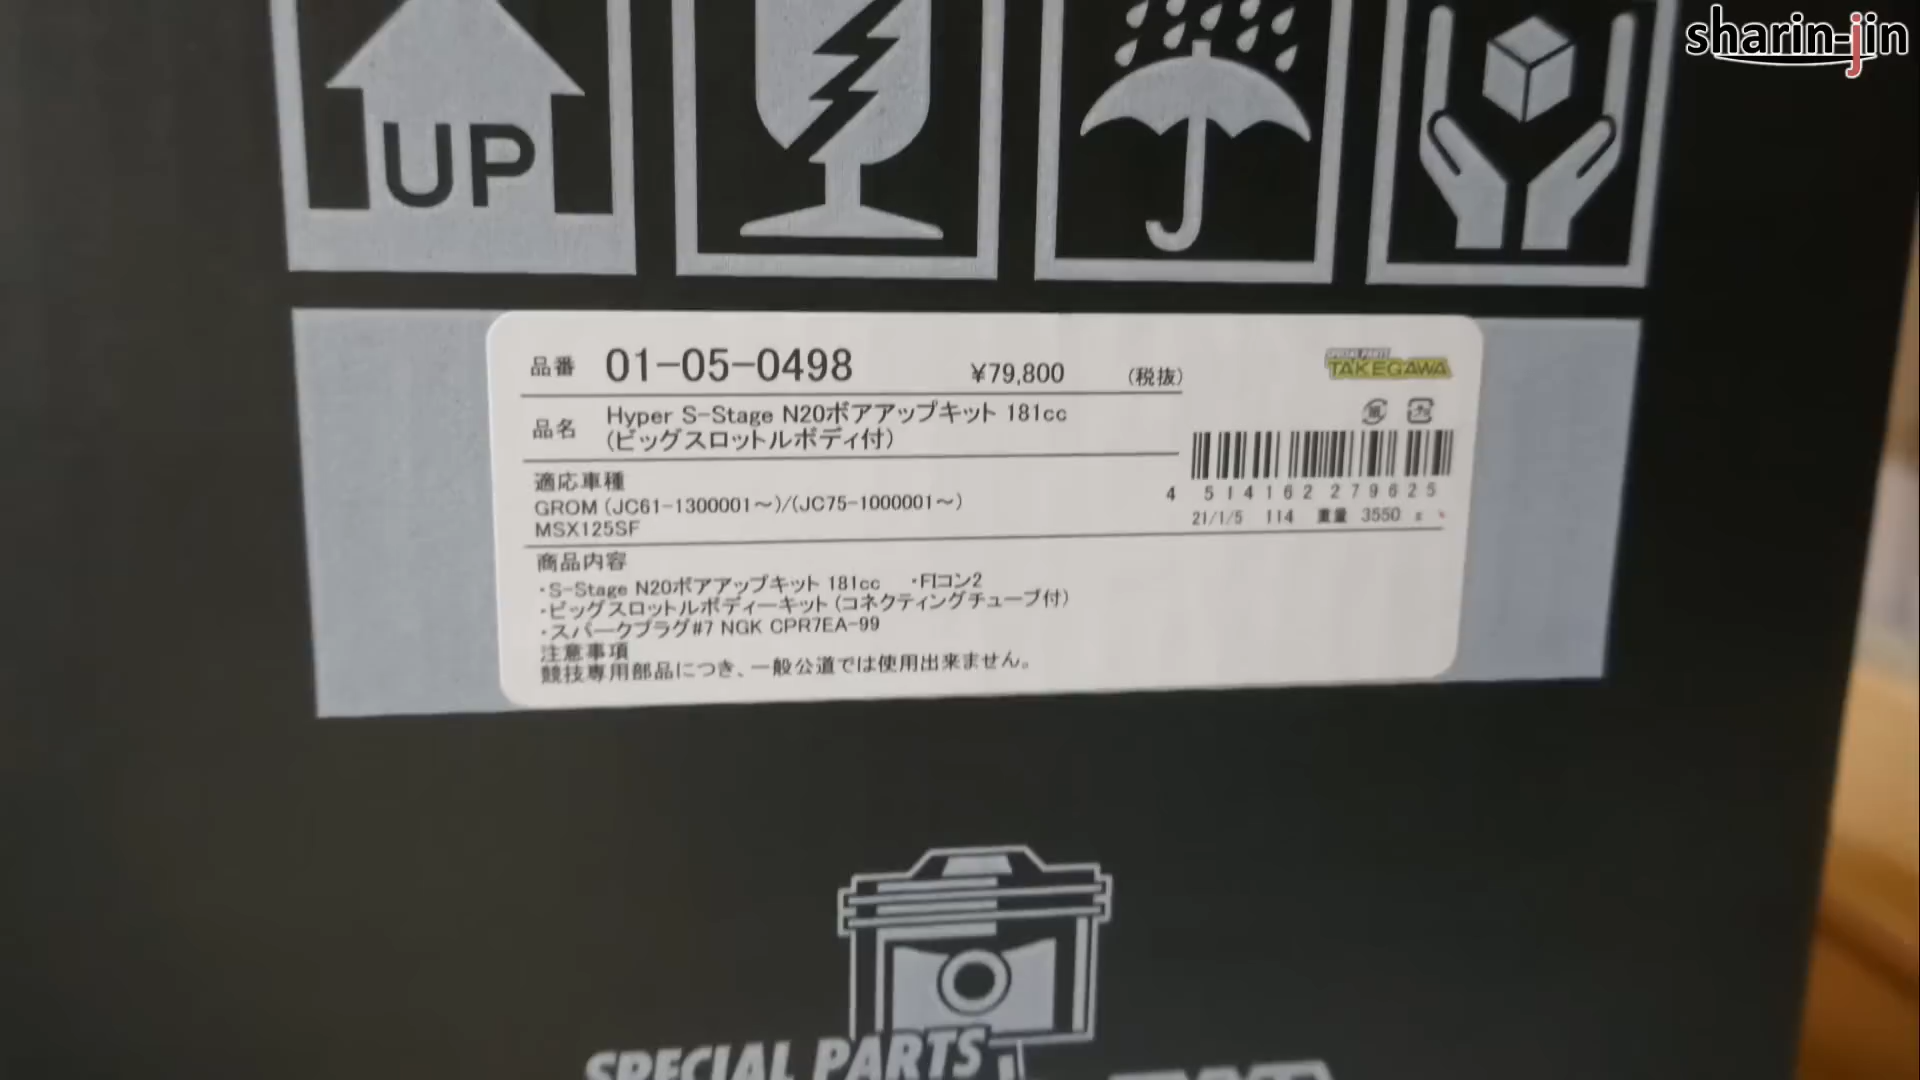 sharin-jin
UP
品番 01-05-0498 ¥79,800 (税抜)
SPECIAL PARTS
TAKEGAWA
品名 Hyper S-Stage N20ボアアップキット 181cc
(ビッグスロットルボディ付)
適応車種
GROM (JC61-1300001～)/(JC75-1000001～)
MSX125SF
4 514162 279625
21/1/5 114 重量 3550 g
商品内容
・S-Stage N20ボアアップキット 181cc ・FIコン2
・ビッグスロットルボディーキット (コネクティングチューブ付)
・スパークプラグ#7 NGK CPR7EA-99
注意事項
競技専用部品につき、一般公道では使用出来ません。
SPECIAL PARTS